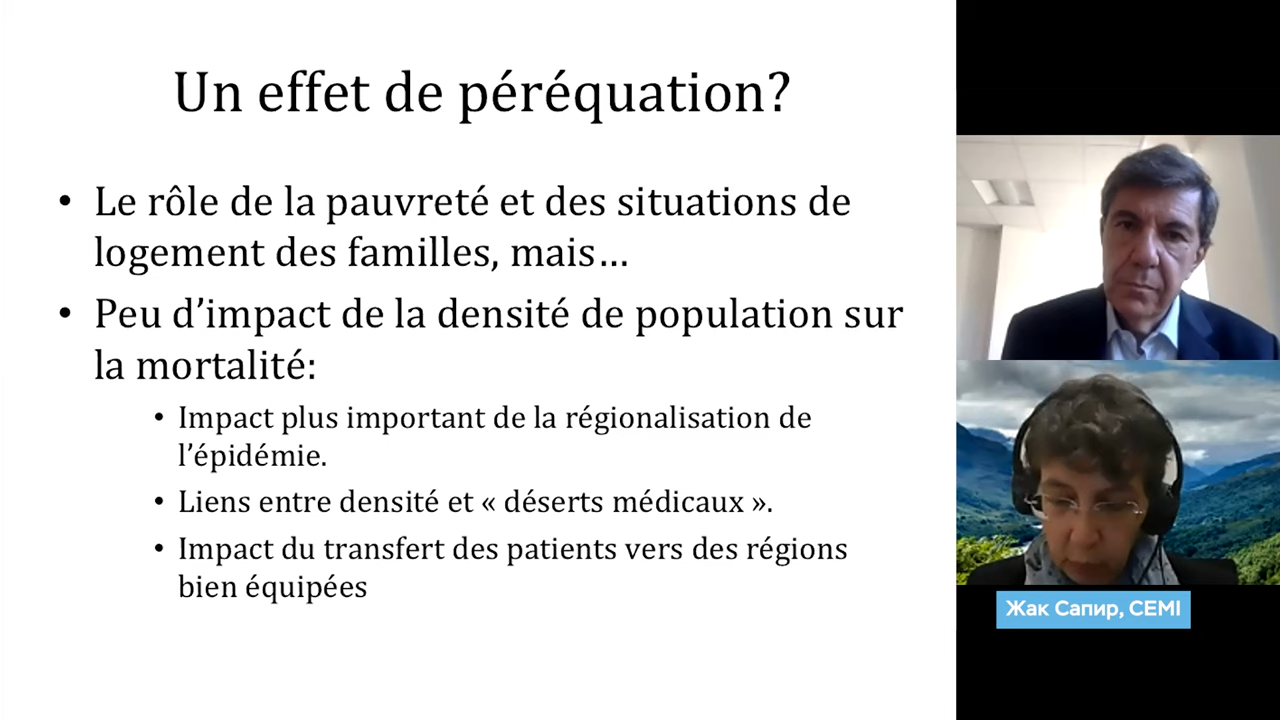 Un effet de péréquation?
• Le rôle de la pauvreté et des situations de
logement des familles, mais…
• Peu d’impact de la densité de population sur
la mortalité:
• Impact plus important de la régionalisation de
l’épidémie.
• Liens entre densité et « déserts médicaux ».
• Impact du transfert des patients vers des régions
bien équipées
Жак Сапир, CEMI